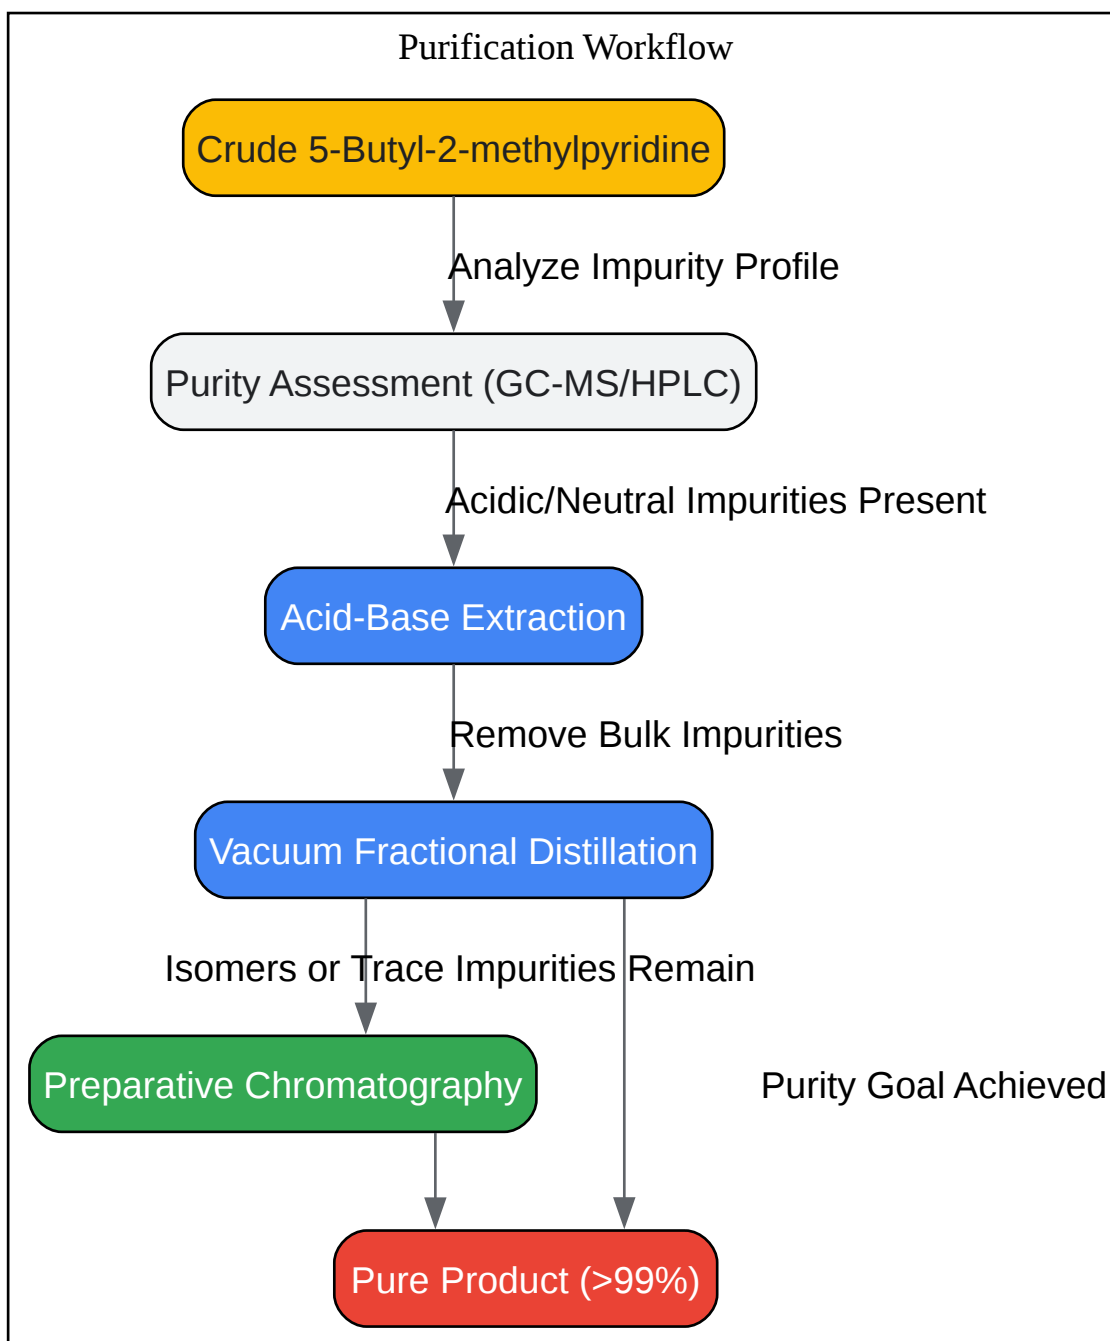 Purification Workflow
Crude 5-Butyl-2-methylpyridine
Analyze Impurity Profile
Purity Assessment (GC-MS/HPLC)
Acidic/Neutral Impurities Present
Acid-Base Extraction
Remove Bulk Impurities
Vacuum Fractional Distillation
Isomers or Trace Impurities Remain
Preparative Chromatography
Purity Goal Achieved
Pure Product (>99%)